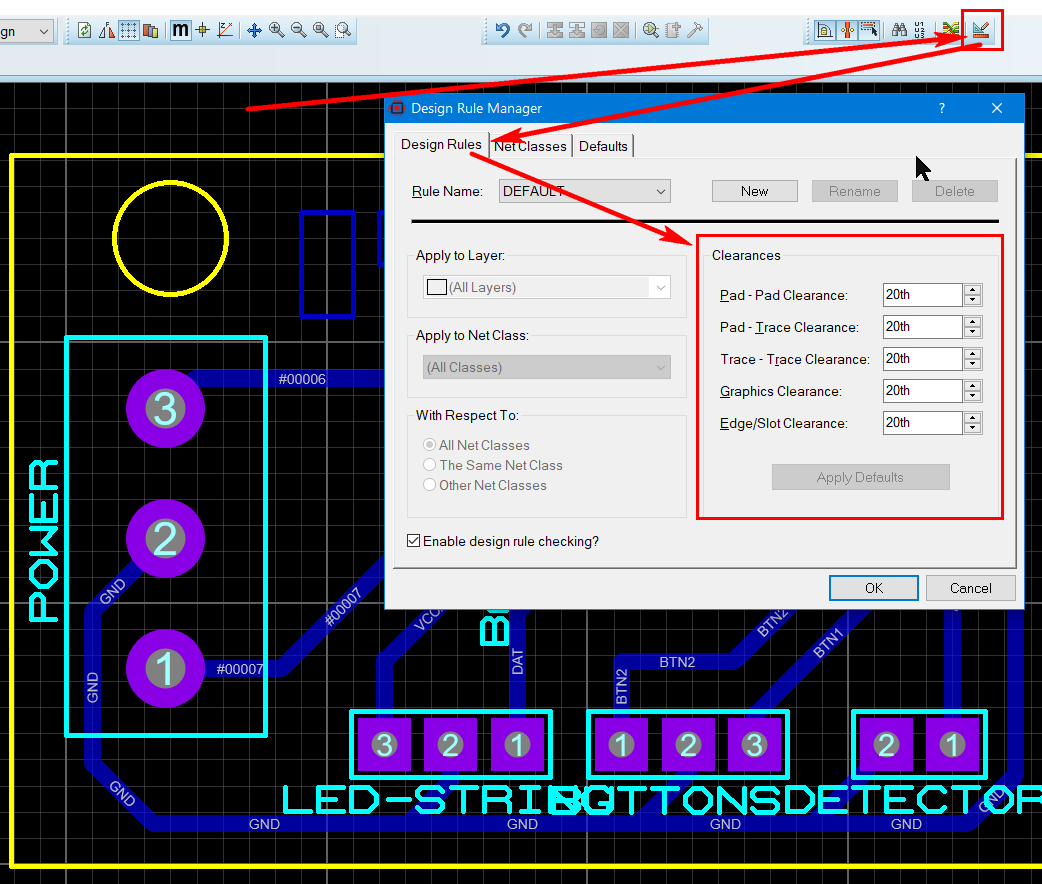 gn
m
U2
U3
Design Rule Manager
?
Design Rules
Net Classes
Defaults
Rule Name:
DEFAULT
New
Rename
Delete
Apply to Layer:
(All Layers)
Apply to Net Class:
(All Classes)
With Respect To:
All Net Classes
The Same Net Class
Other Net Classes
Enable design rule checking?
Clearances
Pad - Pad Clearance:
20th
Pad - Trace Clearance:
20th
Trace - Trace Clearance:
20th
Graphics Clearance:
20th
Edge/Slot Clearance:
20th
Apply Defaults
OK
Cancel
#00006
3
2
1
POWER
GND
GND
GND
#00007
#00007
DAT
BTN2
BTN2
BTN2
BTN1
3 2 1
1 2 3
2 1
LED-STRING
BUTTONS
DETECTOR
GND
GND
GND
GND
GND